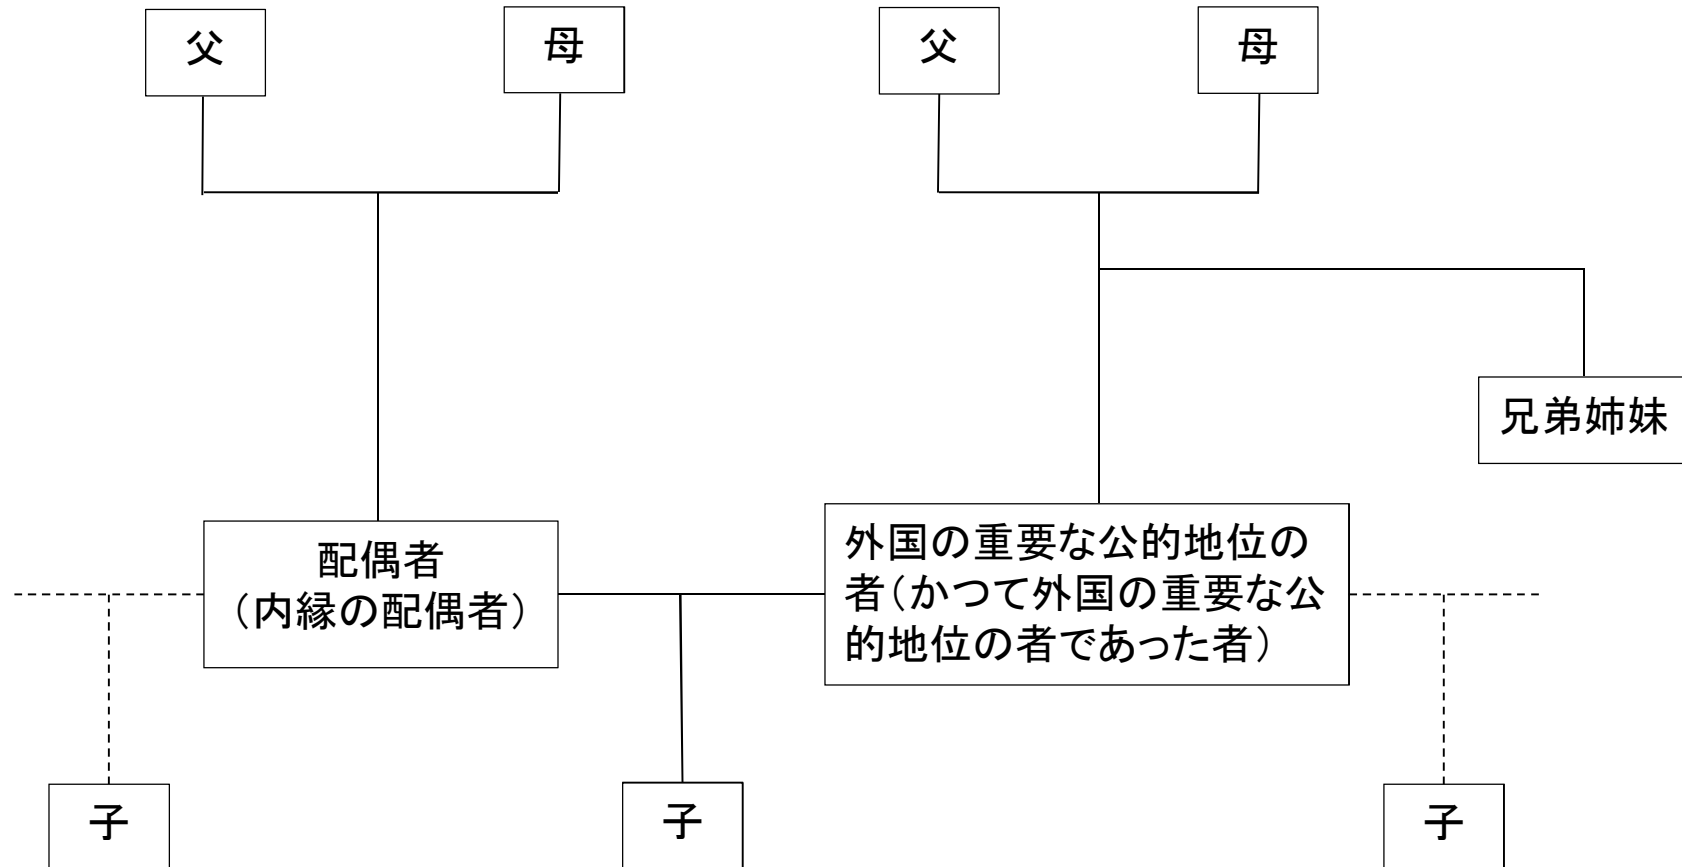 父
母
父
母
兄弟姉妹
配偶者
（内縁の配偶者）
外国の重要な公的地位の
者（かつて外国の重要な公
的地位の者であった者）
子
子
子